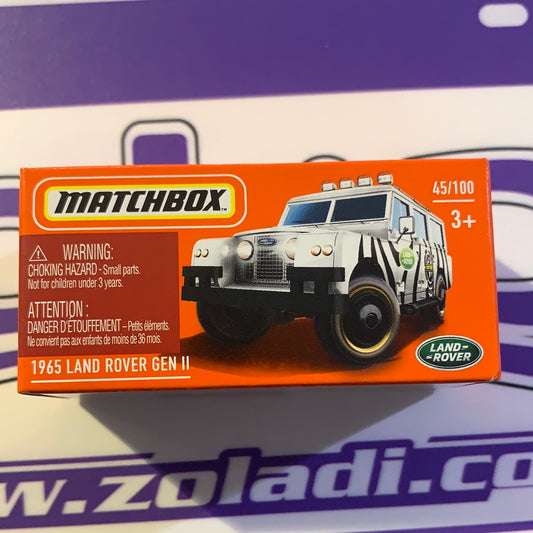 MATCHBOX™
45/100
3+
WARNING:
CHOKING HAZARD - Small parts.
Not for children under 3 years.
ATTENTION :
DANGER D'ÉTOUFFEMENT – Petits éléments.
Ne convient pas aux enfants de moins de 36 mois.
1965 LAND ROVER GEN II
LAND-
-ROVER
w.zoladi.co